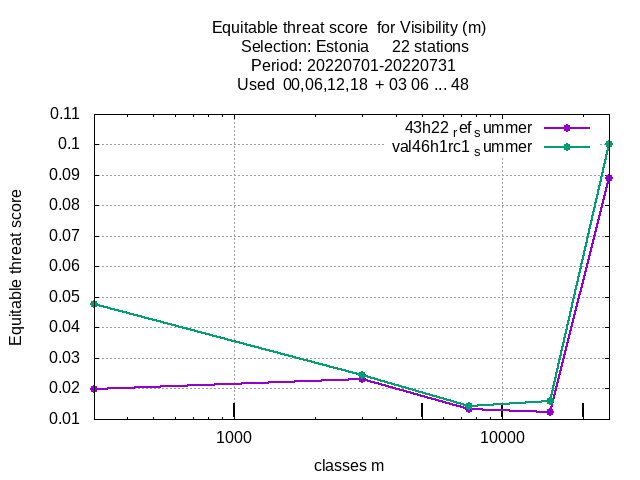 Equitable threat score  for Visibility (m)
Selection: Estonia     22 stations
Period: 20220701-20220731
Used  00,06,12,18  + 03 06 ... 48
0.11
0.1
0.09
0.08
0.07
0.06
0.05
0.04
0.03
0.02
0.01
Equitable threat score
43h22 ref summer
val46h1rc1 summer
1000
10000
classes m